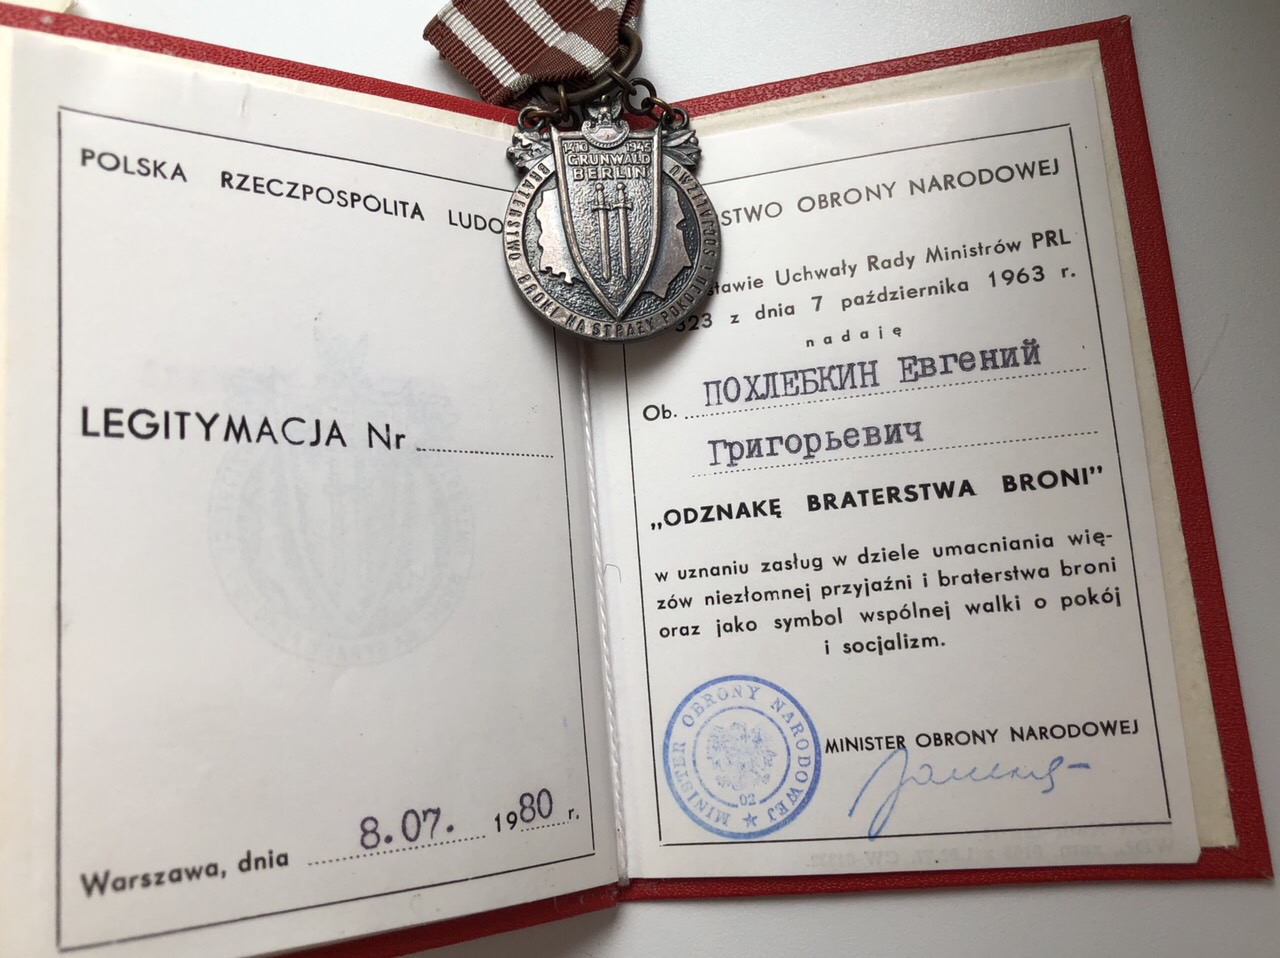 POLSKA RZECZPOSPOLITA LUDO
LEGITYMACJA Nr
Warszawa, dnia 8.07. 1980 r.
1410 1945
GRUNWALD
BERLIN
BRATERSTWO BRONI NA STRAŻY POKOJU I SOCJALIZMU
STWO OBRONY NARODOWEJ
stawie Uchwały Rady Ministrów PRL
323 z dnia 7 października 1963 r.
nadaję
Ob. ПОХЛЕБКИН Евгений
Григорьевич
„ODZNAKĘ BRATERSTWA BRONI”
w uznaniu zasług w dziele umacniania wię-
zów niezłomnej przyjaźni i braterstwa broni
oraz jako symbol wspólnej walki o pokój
i socjalizm.
MINISTER OBRONY NARODOWEJ
MINISTER OBRONY NARODOWEJ
02